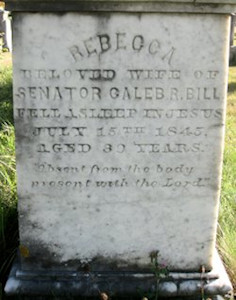 REBECCA
BELOVED WIFE OF
SENATOR CALEB R. BILL.
FELL ASLEEP IN JESUS
JULY 15TH 1845.
AGED 39 YEARS.
"Absent from the body
present with the Lord."